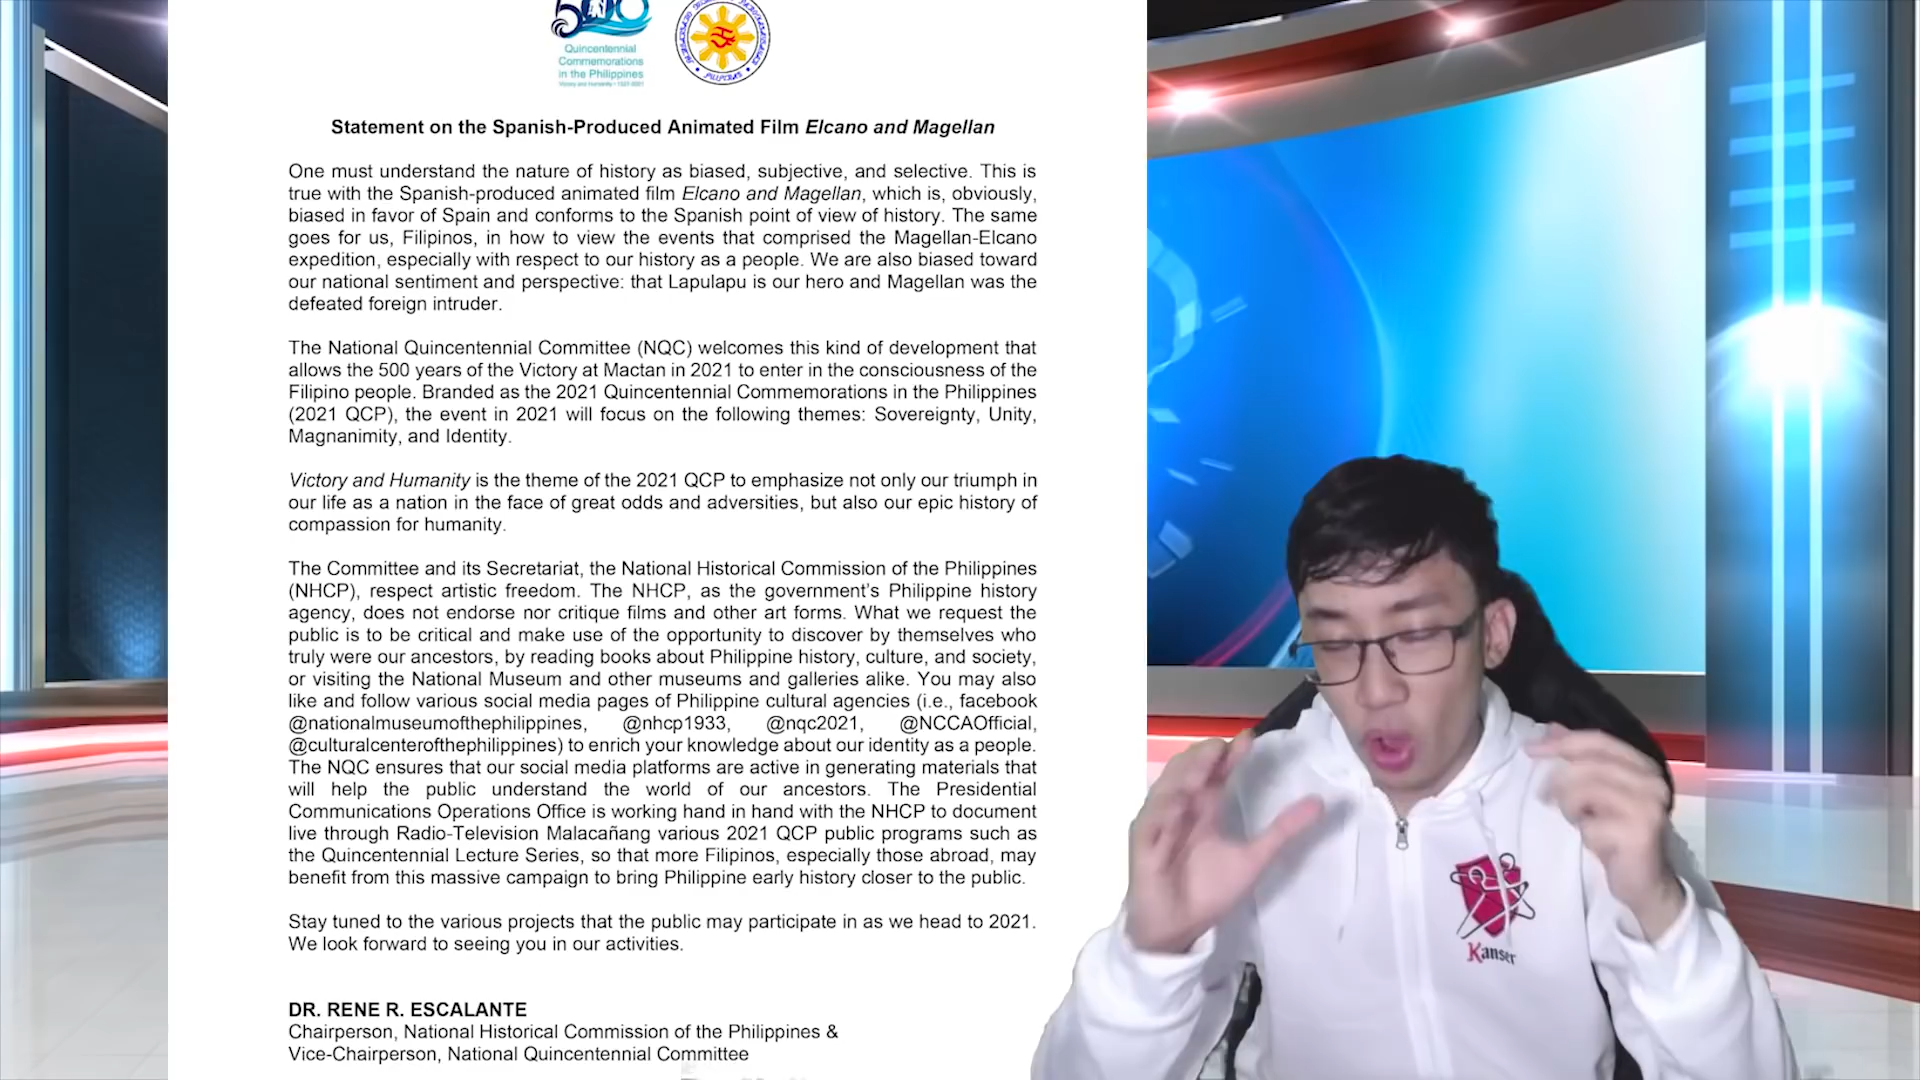 500
Quincentennial
Commemorations
in the Philippines
Victory and Humanity • 1521-2021
PILIPINAS
Statement on the Spanish-Produced Animated Film Elcano and Magellan
One must understand the nature of history as biased, subjective, and selective. This is
true with the Spanish-produced animated film Elcano and Magellan, which is, obviously,
biased in favor of Spain and conforms to the Spanish point of view of history. The same
goes for us, Filipinos, in how to view the events that comprised the Magellan-Elcano
expedition, especially with respect to our history as a people. We are also biased toward
our national sentiment and perspective: that Lapulapu is our hero and Magellan was the
defeated foreign intruder.
The National Quincentennial Committee (NQC) welcomes this kind of development that
allows the 500 years of the Victory at Mactan in 2021 to enter in the consciousness of the
Filipino people. Branded as the 2021 Quincentennial Commemorations in the Philippines
(2021 QCP), the event in 2021 will focus on the following themes: Sovereignty, Unity,
Magnanimity, and Identity.
Victory and Humanity is the theme of the 2021 QCP to emphasize not only our triumph in
our life as a nation in the face of great odds and adversities, but also our epic history of
compassion for humanity.
The Committee and its Secretariat, the National Historical Commission of the Philippines
(NHCP), respect artistic freedom. The NHCP, as the government's Philippine history
agency, does not endorse nor critique films and other art forms. What we request the
public is to be critical and make use of the opportunity to discover by themselves who
truly were our ancestors, by reading books about Philippine history, culture, and society,
or visiting the National Museum and other museums and galleries alike. You may also
like and follow various social media pages of Philippine cultural agencies (i.e., facebook
@nationalmuseumofthephilippines, @nhcp1933, @nqc2021, @NCCAOfficial,
@culturalcenterofthephilippines) to enrich your knowledge about our identity as a people.
The NQC ensures that our social media platforms are active in generating materials that
will help the public understand the world of our ancestors. The Presidential
Communications Operations Office is working hand in hand with the NHCP to document
live through Radio-Television Malacañang various 2021 QCP public programs such as
the Quincentennial Lecture Series, so that more Filipinos, especially those abroad, may
benefit from this massive campaign to bring Philippine early history closer to the public.
Stay tuned to the various projects that the public may participate in as we head to 2021.
We look forward to seeing you in our activities.
DR. RENE R. ESCALANTE
Chairperson, National Historical Commission of the Philippines &
Vice-Chairperson, National Quincentennial Committee
Kanser